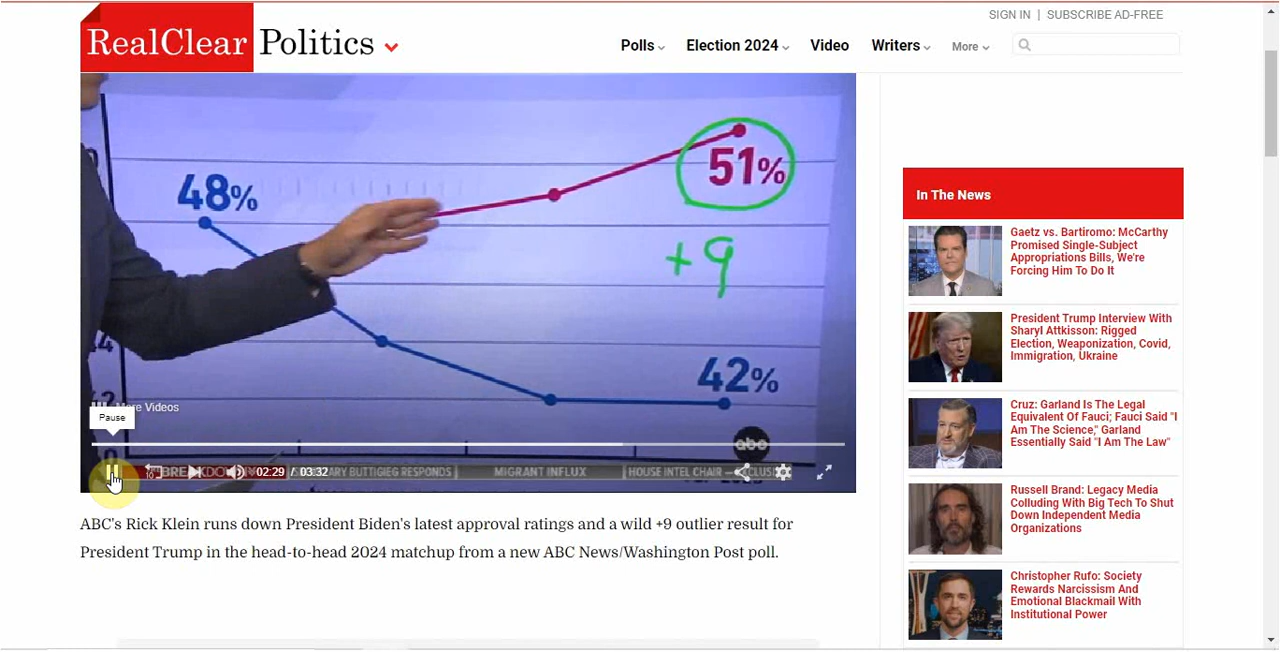 SIGN IN | SUBSCRIBE AD-FREE
RealClear Politics
Polls Election 2024 Video Writers More
48%
51%
+9
42%
Videos
Pause
abc
10
02:29 / 03:32
BUTTIGIEG RESPONDS | MIGRANT INFLUX | HOUSE INTEL CHAIR
ABC's Rick Klein runs down President Biden's latest approval ratings and a wild +9 outlier result for
President Trump in the head-to-head 2024 matchup from a new ABC News/Washington Post poll.
In The News
Gaetz vs. Bartiromo: McCarthy
Promised Single-Subject
Appropriations Bills, We're
Forcing Him To Do It
President Trump Interview With
Sharyl Attkisson: Rigged
Election, Weaponization, Covid,
Immigration, Ukraine
Cruz: Garland Is The Legal
Equivalent Of Fauci; Fauci Said "I
Am The Science," Garland
Essentially Said "I Am The Law"
Russell Brand: Legacy Media
Colluding With Big Tech To Shut
Down Independent Media
Organizations
Christopher Rufo: Society
Rewards Narcissism And
Emotional Blackmail With
Institutional Power